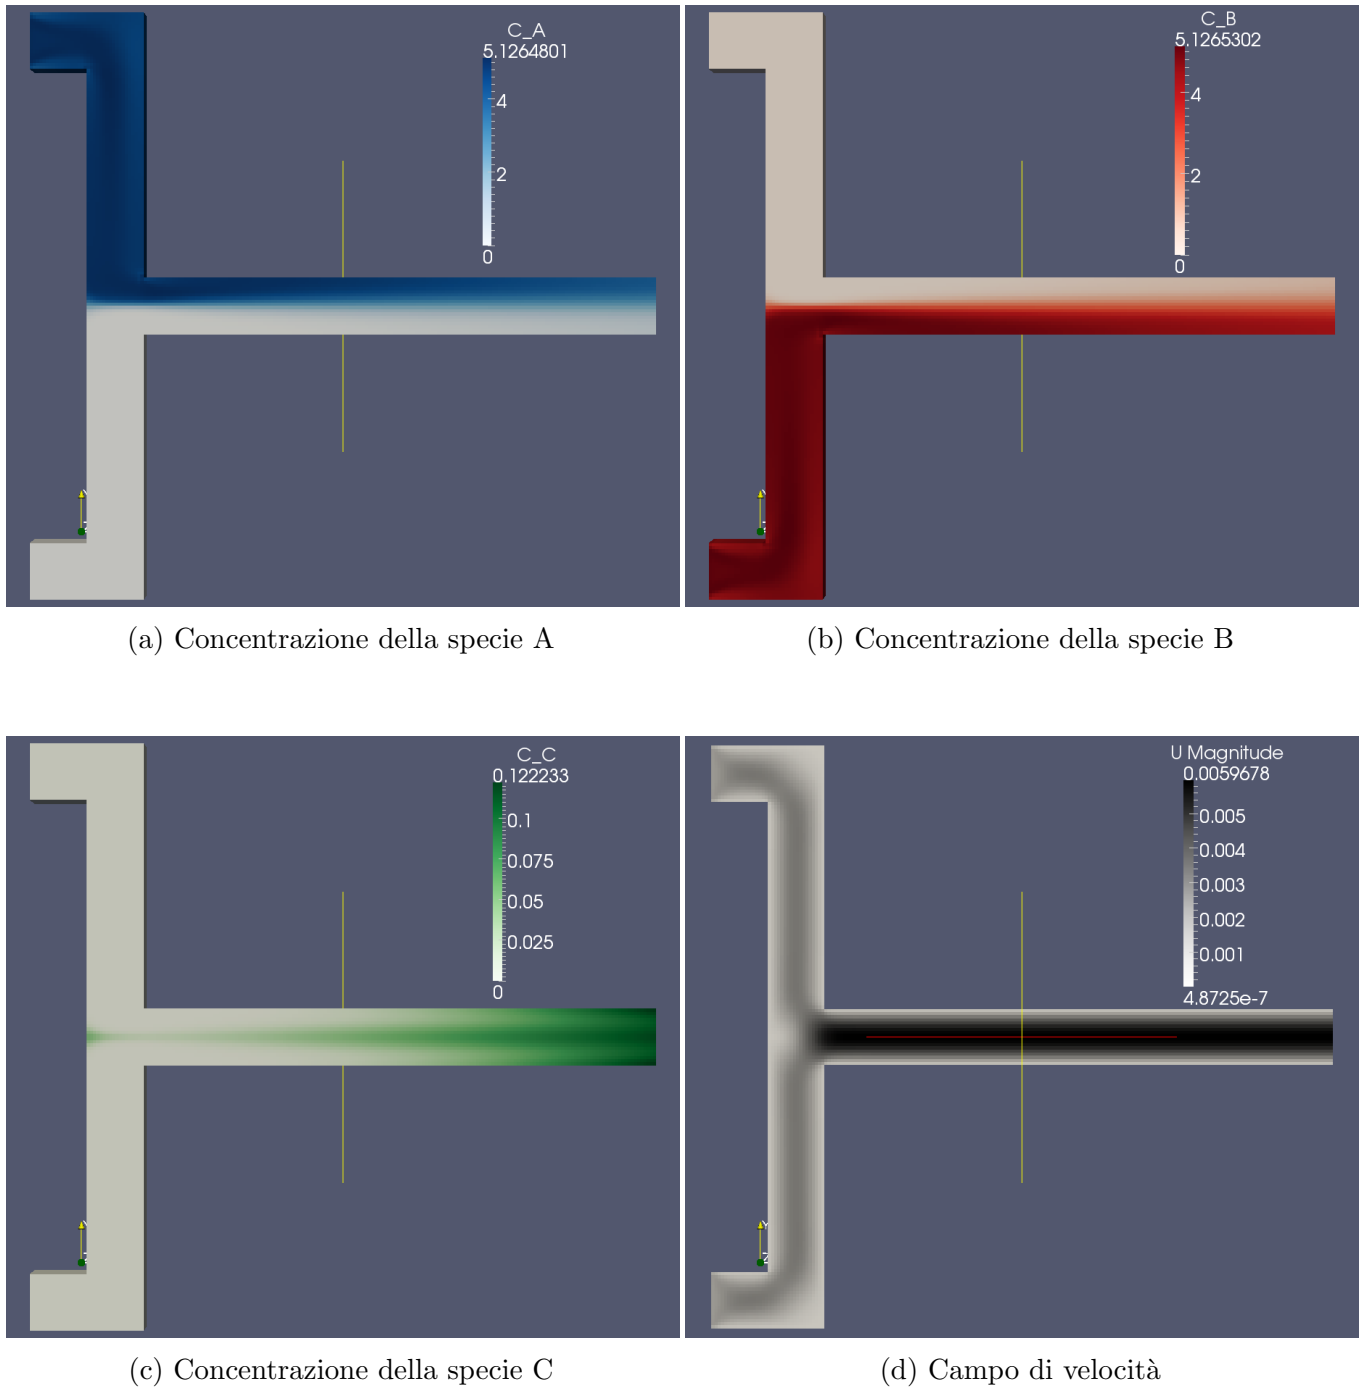 C_A
5.1264801
4
2
0
C_B
5.1265302
4
2
0
(a) Concentrazione della specie A
(b) Concentrazione della specie B
C_C
0.122233
0.1
0.075
0.05
0.025
0
U Magnitude
0.0059678
0.005
0.004
0.003
0.002
0.001
4.8725e-7
(c) Concentrazione della specie C
(d) Campo di velocità